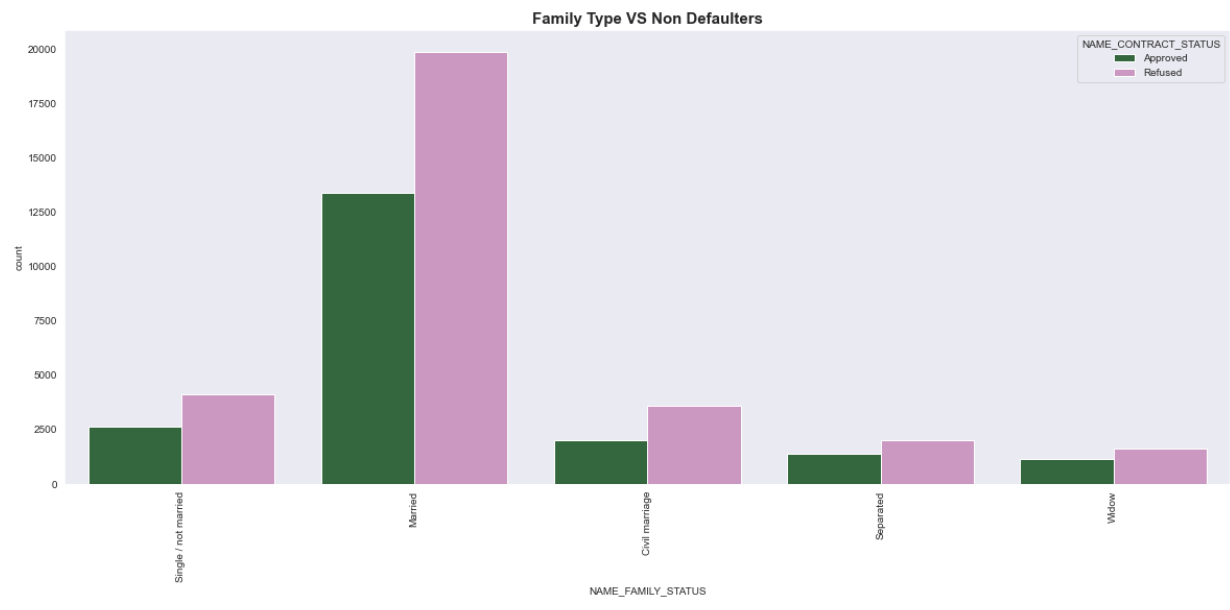 Family Type VS Non Defaulters
NAME_CONTRACT_STATUS
Approved
Refused
count
20000
17500
15000
12500
10000
7500
5000
2500
0
Single / not married
Married
Civil marriage
Separated
Widow
NAME_FAMILY_STATUS